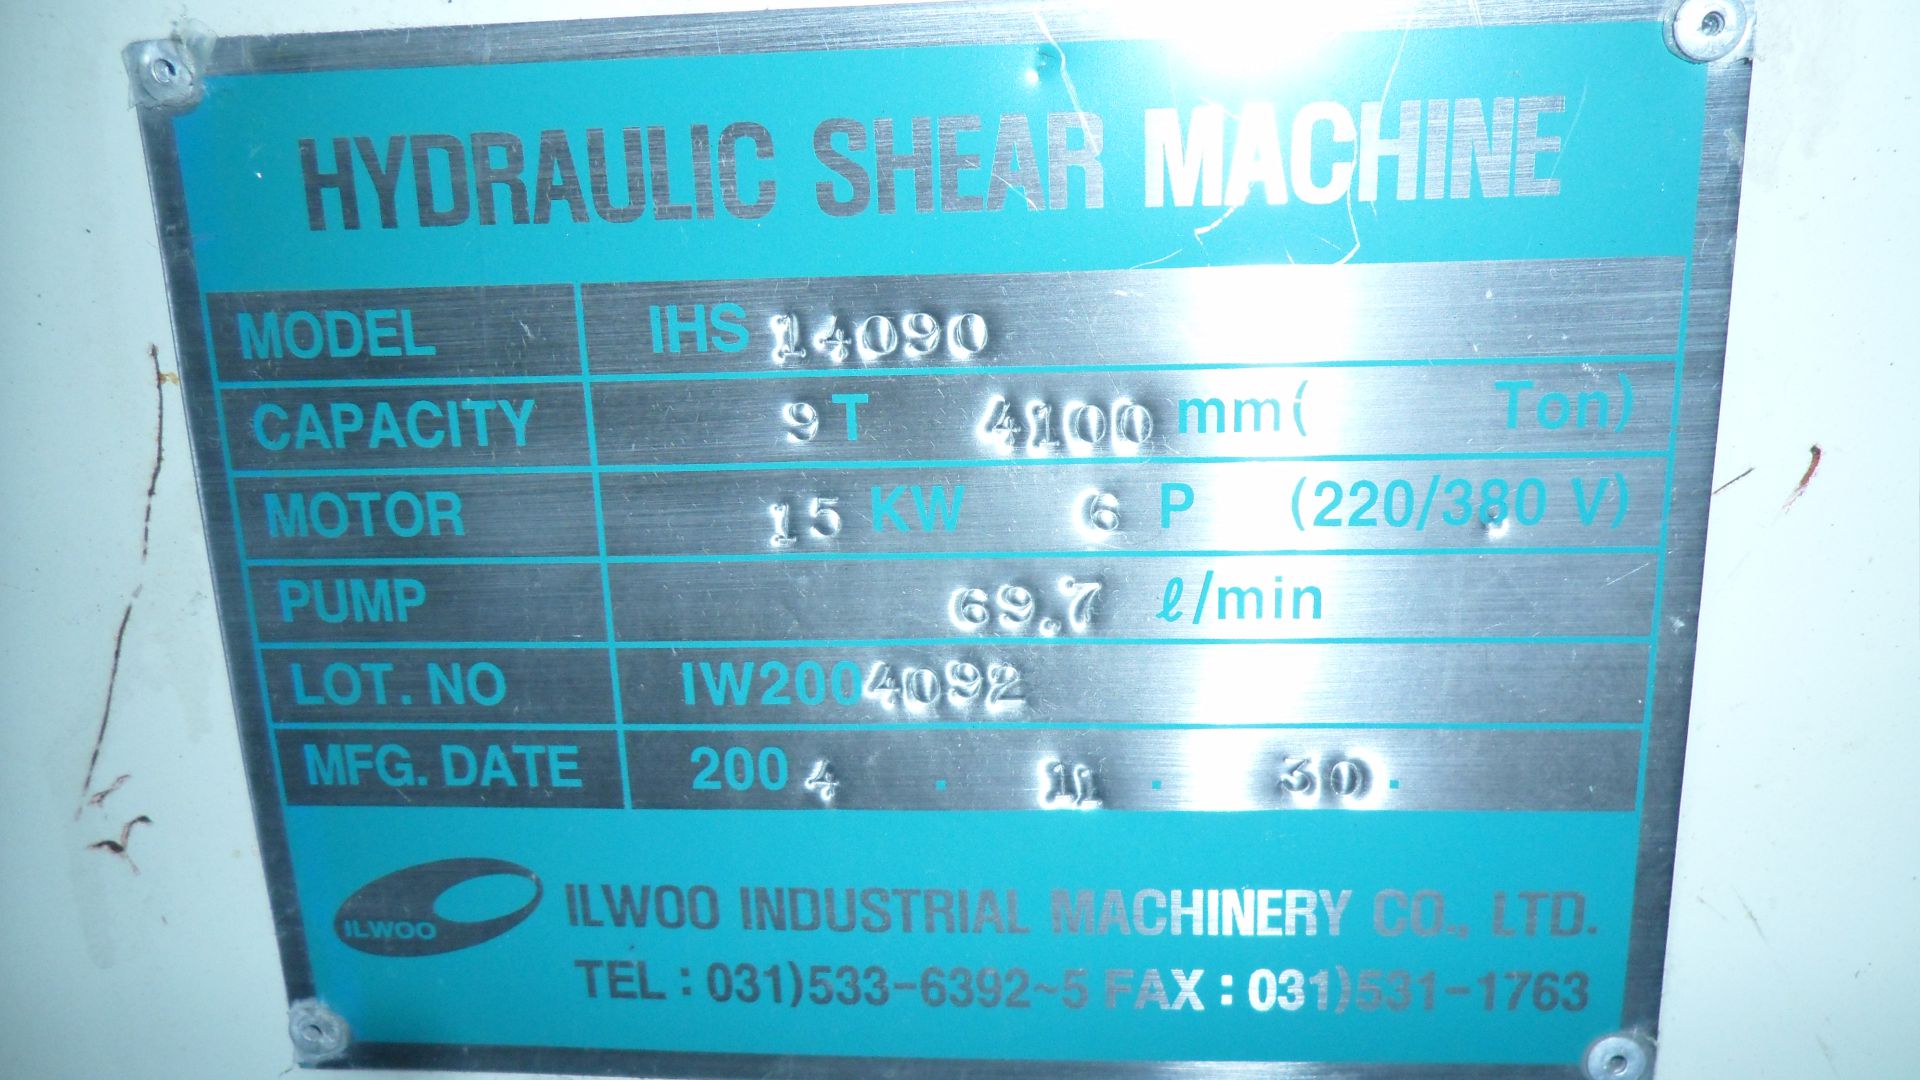 HYDRAULIC SHEAR MACHINE
MODEL IHS 14090
CAPACITY 9 T 4100 mm( Ton)
MOTOR 15 KW 6 P (220/380 V)
PUMP 69.7 ℓ/min
LOT. NO IW2004092
MFG. DATE 2004 . 11 . 30 .
ILWOO ILWOO INDUSTRIAL MACHINERY CO., LTD.
TEL : 031)533-6392~5 FAX : 031)531-1763